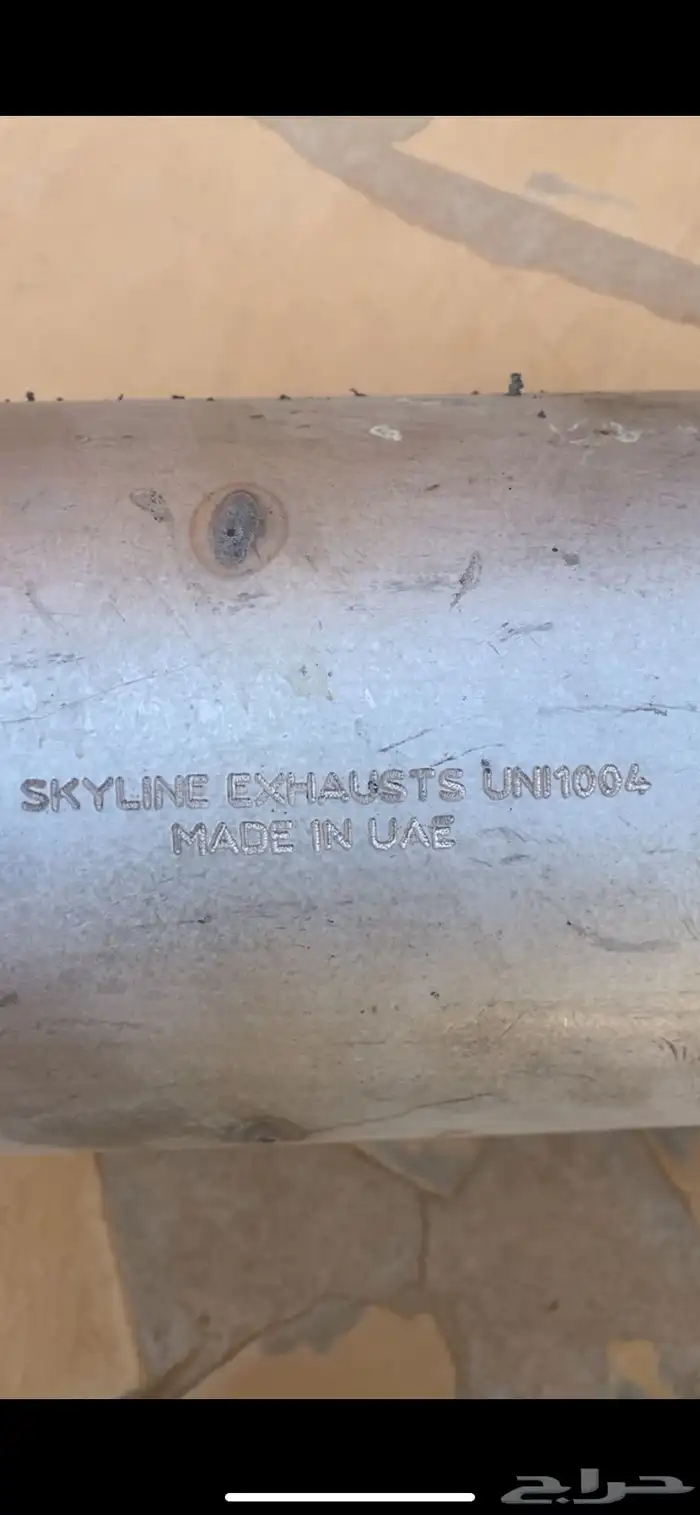 SKYLINE EXHAUSTS UNI1004
MADE IN UAE
حراج